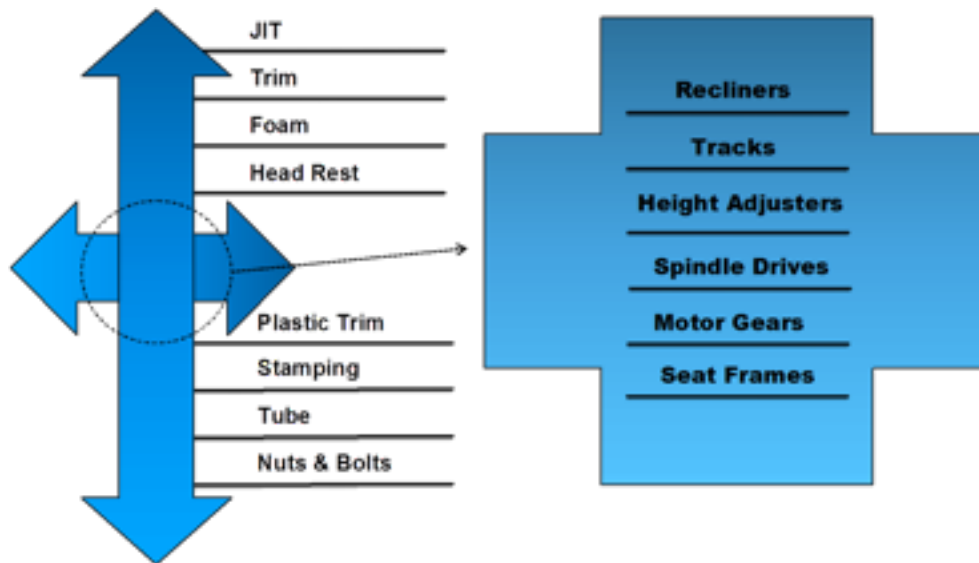 JIT
Trim
Foam
Head Rest
Plastic Trim
Stamping
Tube
Nuts & Bolts
Recliners
Tracks
Height Adjusters
Spindle Drives
Motor Gears
Seat Frames